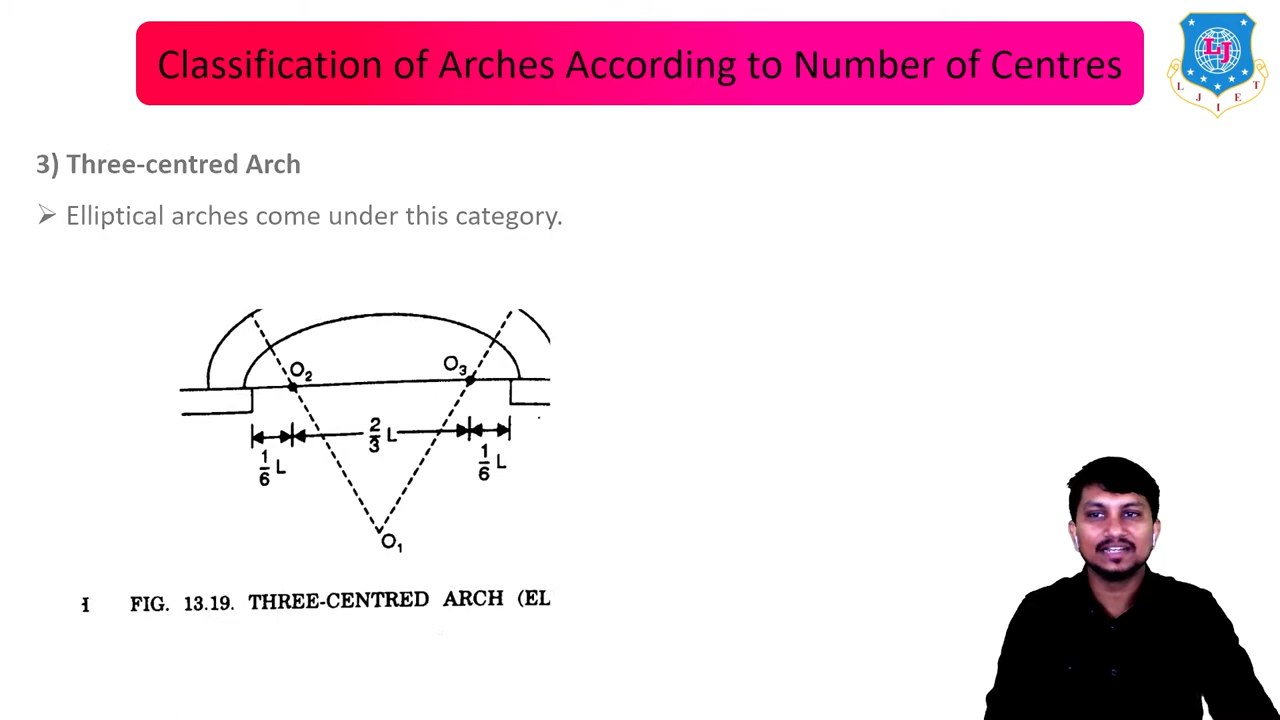 Classification of Arches According to Number of Centres
LJ
L J I E T
3) Three-centred Arch
➢ Elliptical arches come under this category.
O₂
O₃
1/6 L
2/3 L
1/6 L
O₁
FIG. 13.19. THREE-CENTRED ARCH (EL